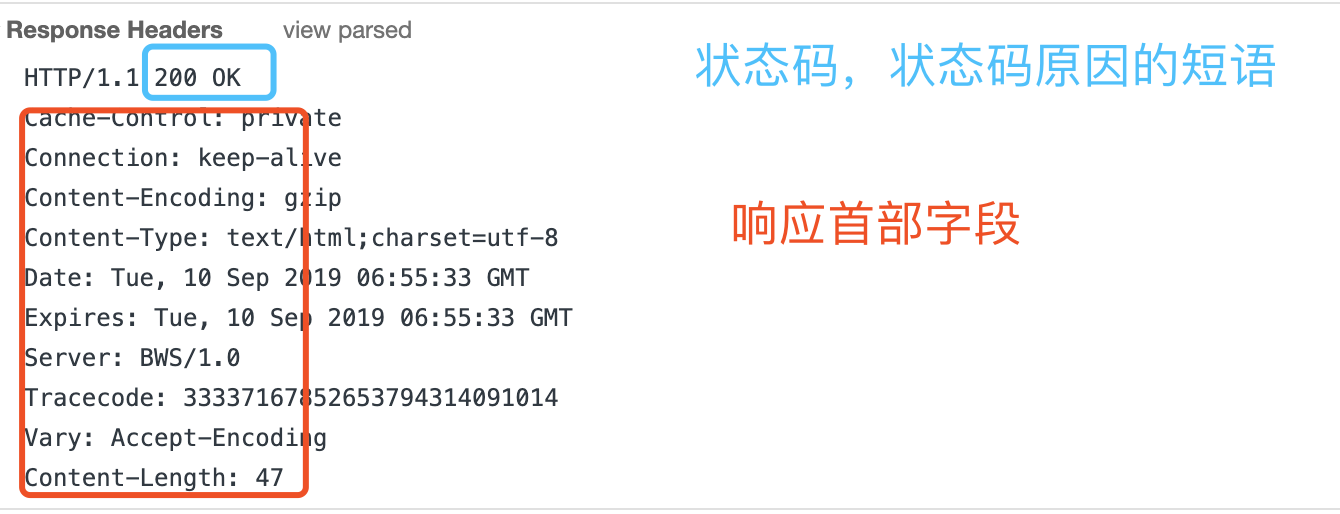 Response Headers view parsed
HTTP/1.1 200 OK
状态码，状态码原因的短语
Cache-Control: private
Connection: keep-alive
Content-Encoding: gzip
响应首部字段
Content-Type: text/html;charset=utf-8
Date: Tue, 10 Sep 2019 06:55:33 GMT
Expires: Tue, 10 Sep 2019 06:55:33 GMT
Server: BWS/1.0
Tracecode: 33337167852653794314091014
Vary: Accept-Encoding
Content-Length: 47